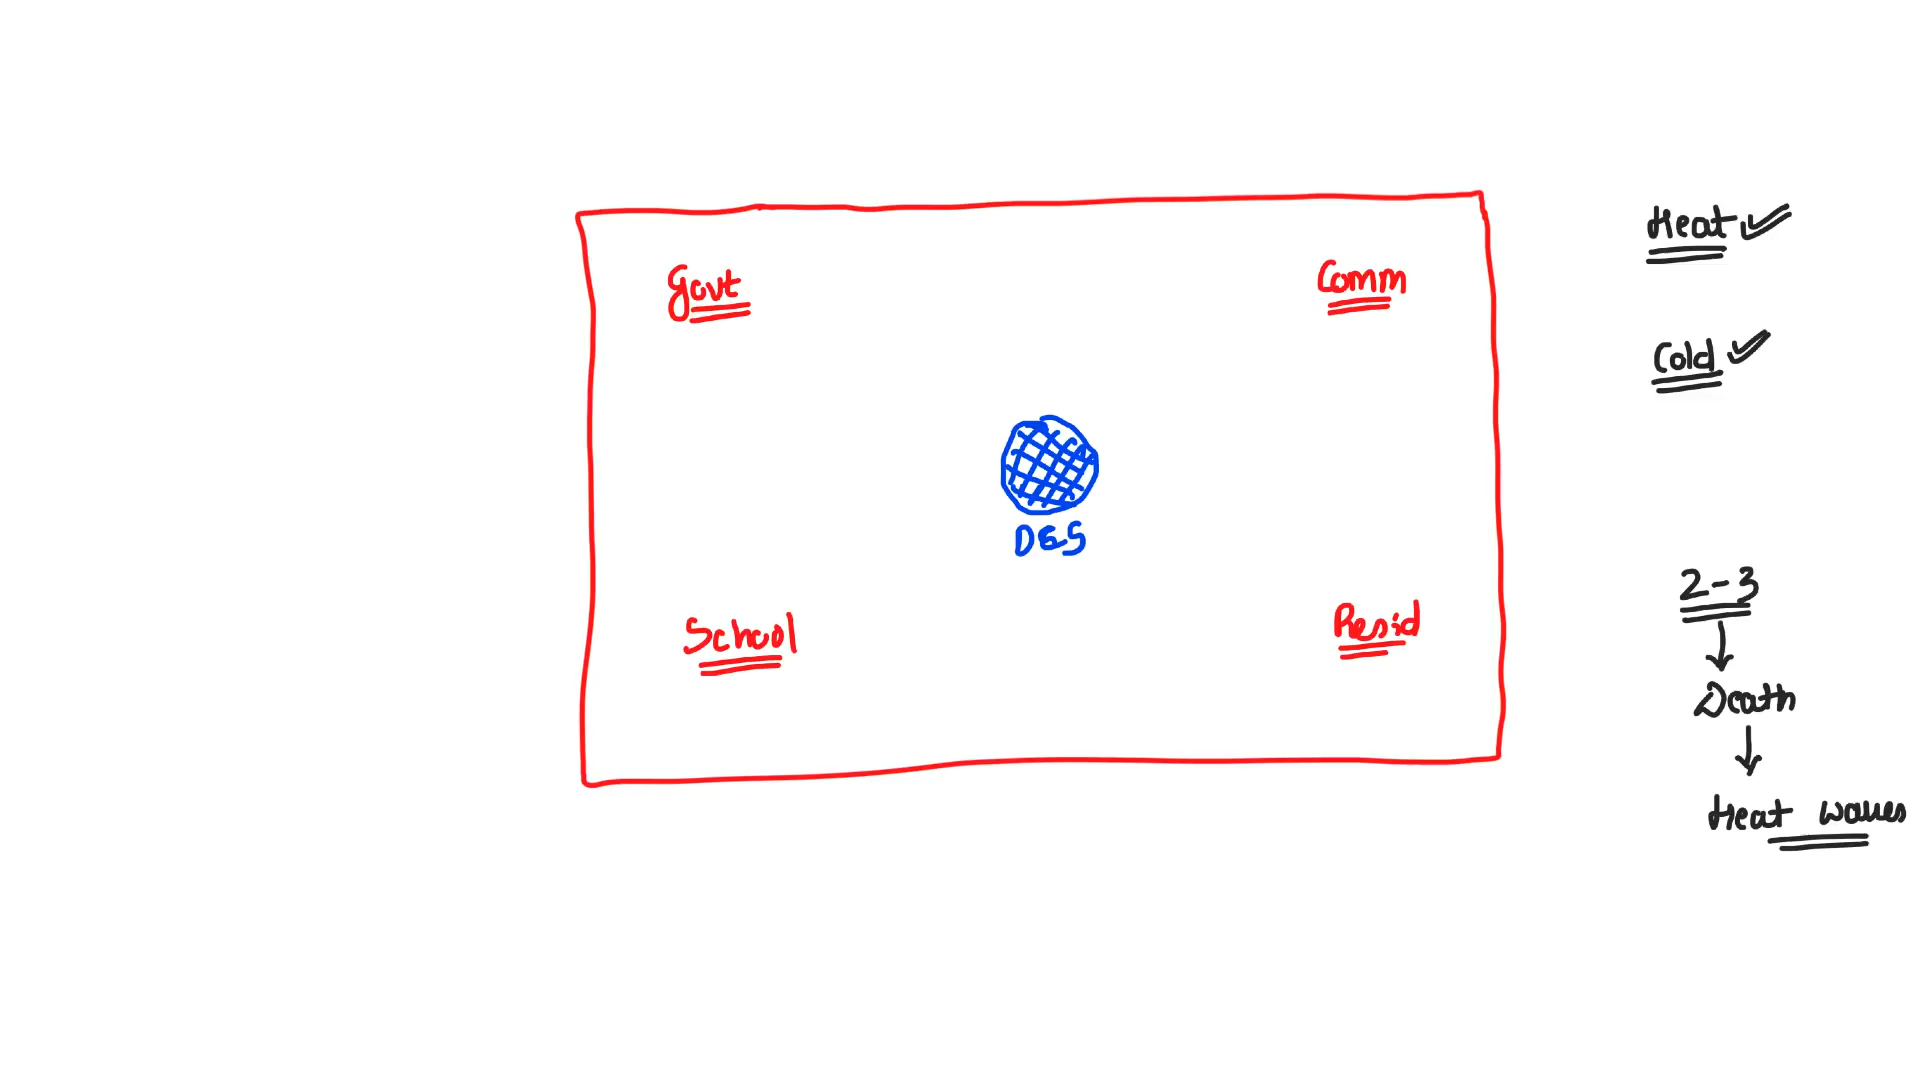 Govt
Comm
DES
School
Resid
Heat
Cold
2-3
Death
Heat waves